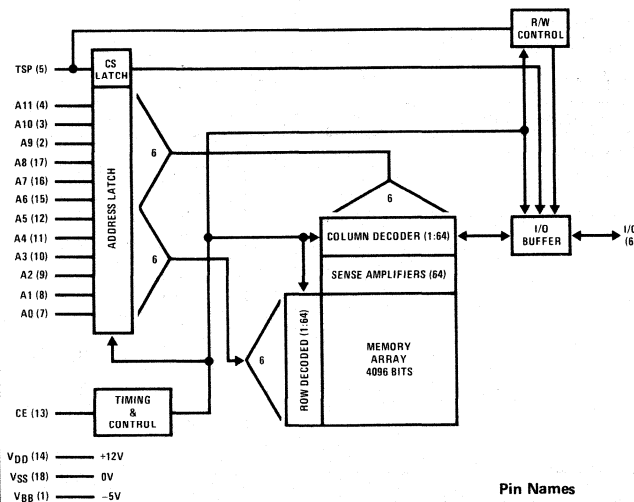 R/W
CONTROL
TSP (5)
CS
LATCH
A11 (4)
A10 (3)
A9 (2)
A8 (17)
A7 (16)
A6 (15)
A5 (12)
A4 (11)
A3 (10)
A2 (9)
A1 (8)
A0 (7)
ADDRESS LATCH
6
6
6
COLUMN DECODER (1:64)
I/O
BUFFER
I/O
(6
SENSE AMPLIFIERS (64)
6
ROW DECODED (1:64)
MEMORY
ARRAY
4096 BITS
CE (13)
TIMING
&
CONTROL
VDD (14) +12V
VSS (18) 0V
VBB (1) -5V
Pin Names